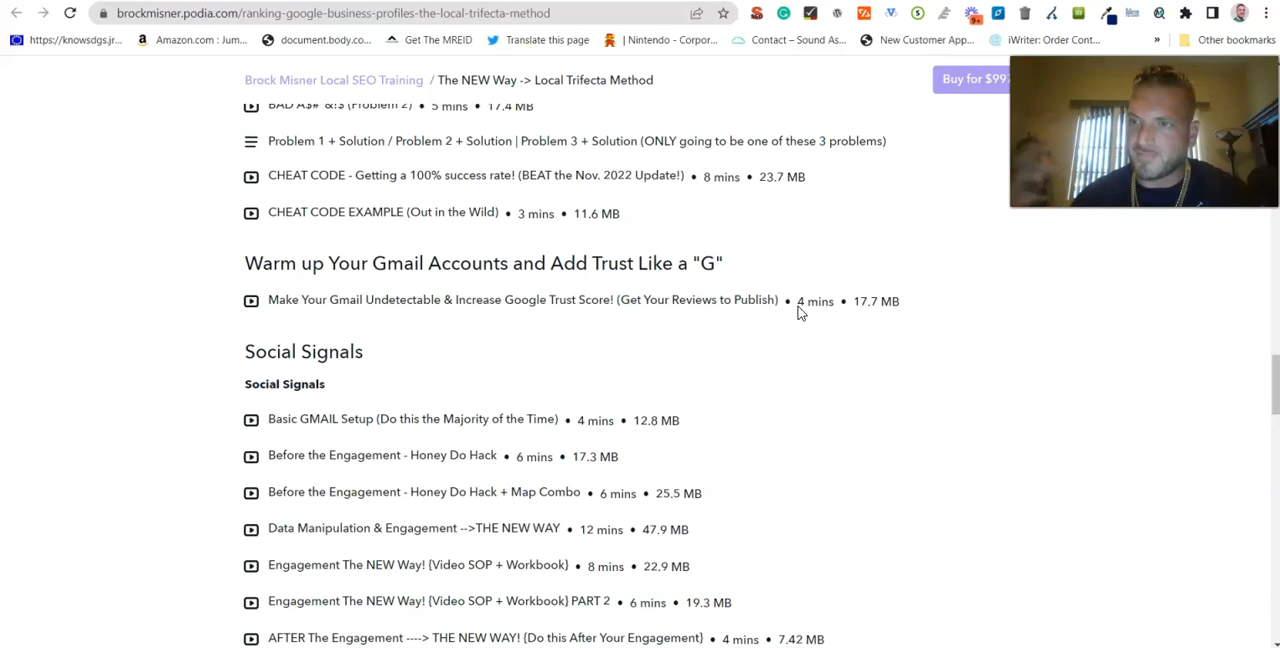 brockmisner.podia.com/ranking-google-business-profiles-the-local-trifecta-method
https://knowsdgs.jr... Amazon.com : Jum... document.body.co... Get The MREID Translate this page | Nintendo - Corpor... Contact – Sound As... New Customer App... iWriter: Order Cont... » Other bookmarks
Brock Misner Local SEO Training / The NEW Way -> Local Trifecta Method Buy for $997
BAD A$#^&!$ (Problem 2) • 5 mins • 17.4 MB
Problem 1 + Solution / Problem 2 + Solution | Problem 3 + Solution (ONLY going to be one of these 3 problems)
CHEAT CODE - Getting a 100% success rate! (BEAT the Nov. 2022 Update!) • 8 mins • 23.7 MB
CHEAT CODE EXAMPLE (Out in the Wild) • 3 mins • 11.6 MB
Warm up Your Gmail Accounts and Add Trust Like a "G"
Make Your Gmail Undetectable & Increase Google Trust Score! (Get Your Reviews to Publish) • 4 mins • 17.7 MB
Social Signals
Social Signals
Basic GMAIL Setup (Do this the Majority of the Time) • 4 mins • 12.8 MB
Before the Engagement - Honey Do Hack • 6 mins • 17.3 MB
Before the Engagement - Honey Do Hack + Map Combo • 6 mins • 25.5 MB
Data Manipulation & Engagement -->THE NEW WAY • 12 mins • 47.9 MB
Engagement The NEW Way! {Video SOP + Workbook} • 8 mins • 22.9 MB
Engagement The NEW Way! {Video SOP + Workbook} PART 2 • 6 mins • 19.3 MB
AFTER The Engagement ----> THE NEW WAY! {Do this After Your Engagement} • 4 mins • 7.42 MB